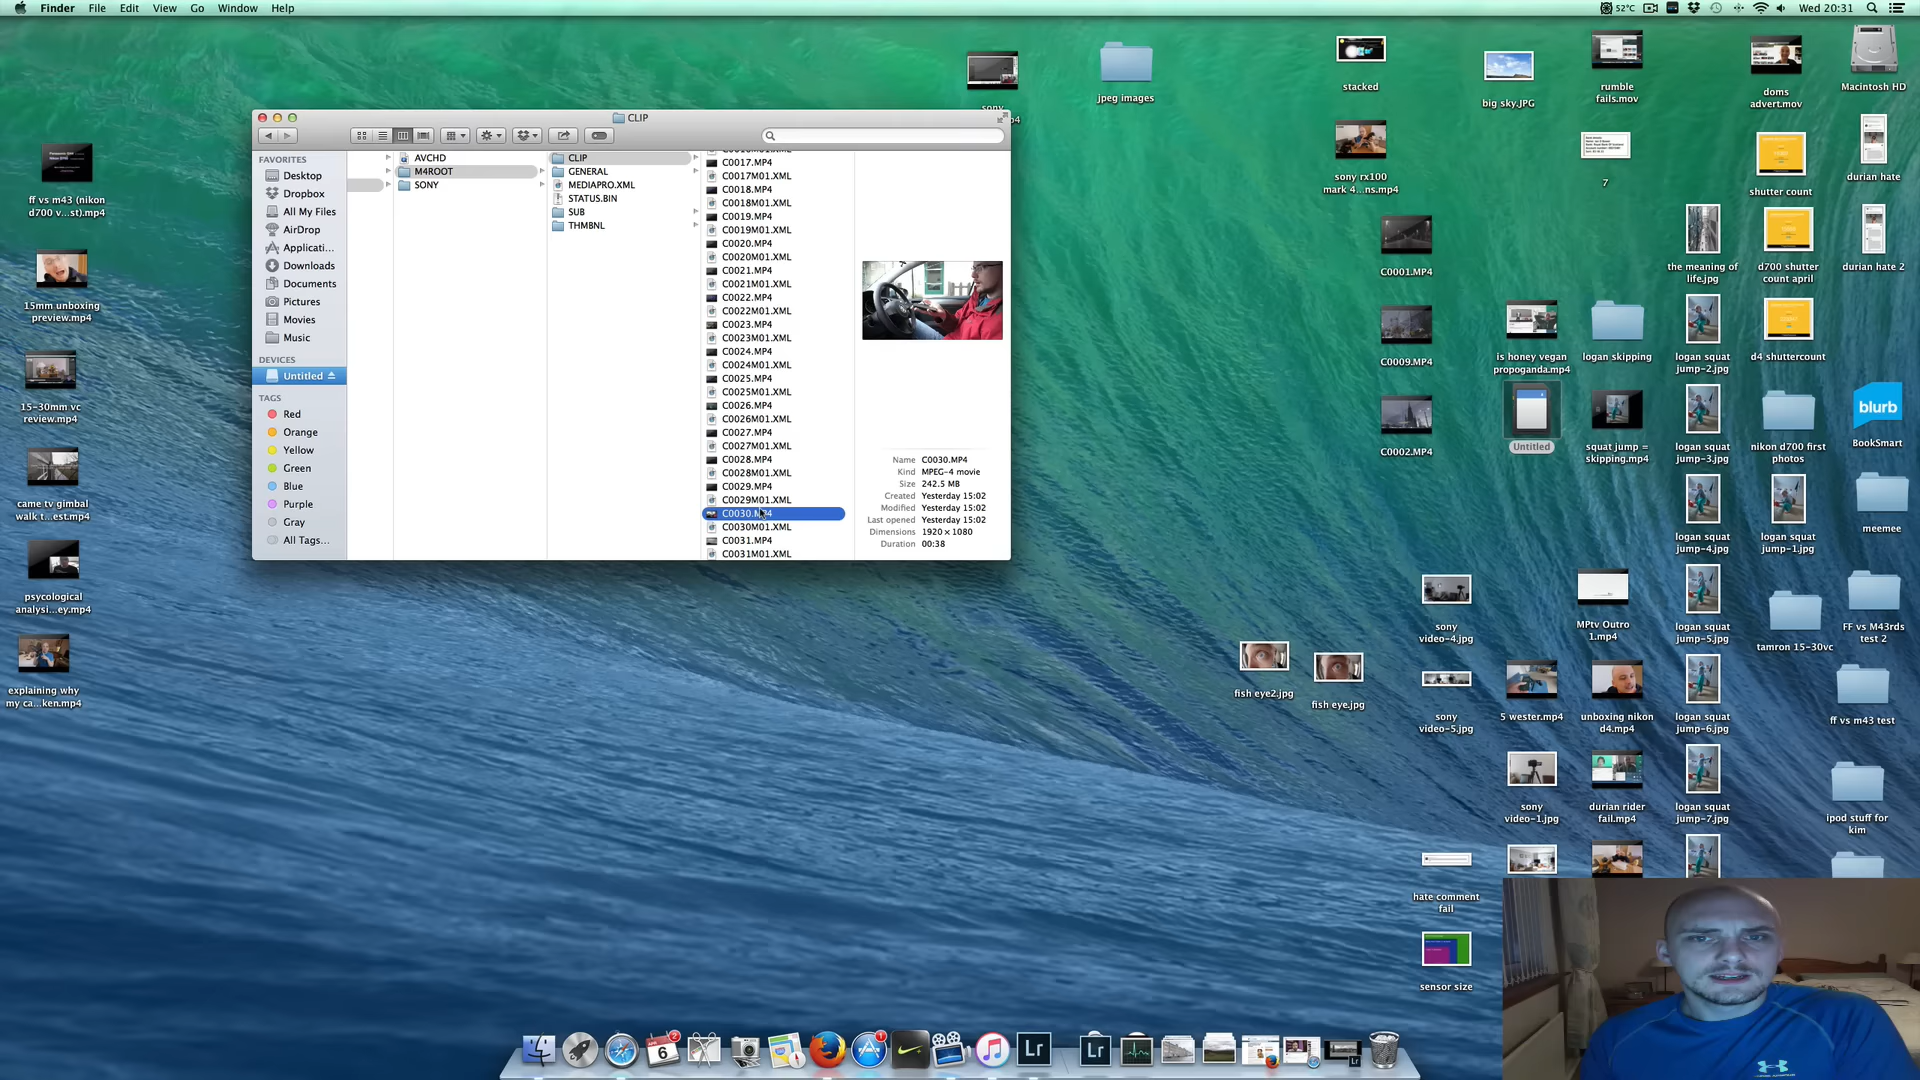 Finder File Edit View Go Window Help
52°C Wed 20:31
CLIP
FAVORITES
Desktop
Dropbox
All My Files
AirDrop
Applicati...
Downloads
Documents
Pictures
Movies
Music
DEVICES
Untitled
TAGS
Red
Orange
Yellow
Green
Blue
Purple
Gray
All Tags...
AVCHD
M4ROOT
SONY
CLIP
GENERAL
MEDIAPRO.XML
STATUS.BIN
SUB
THMBNL
C0017.MP4
C0017M01.XML
C0018.MP4
C0018M01.XML
C0019.MP4
C0019M01.XML
C0020.MP4
C0020M01.XML
C0021.MP4
C0021M01.XML
C0022.MP4
C0022M01.XML
C0023.MP4
C0023M01.XML
C0024.MP4
C0024M01.XML
C0025.MP4
C0025M01.XML
C0026.MP4
C0026M01.XML
C0027.MP4
C0027M01.XML
C0028.MP4
C0028M01.XML
C0029.MP4
C0029M01.XML
C0030.MP4
C0030M01.XML
C0031.MP4
C0031M01.XML
Name C0030.MP4
Kind MPEG-4 movie
Size 242.5 MB
Created Yesterday 15:02
Modified Yesterday 15:02
Last opened Yesterday 15:02
Dimensions 1920 × 1080
Duration 00:38
ff vs m43 (nikon
d700 v...st).mp4
15mm unboxing
preview.mp4
15-30mm vc
review.mp4
came tv gimbal
walk t...est.mp4
psycological
analysi...ey.mp4
explaining why
my ca...ken.mp4
sony
jpeg images
stacked
sony rx100
mark 4...ns.mp4
C0001.MP4
C0009.MP4
C0002.MP4
big sky.JPG
rumble
fails.mov
7
doms
advert.mov
Macintosh HD
shutter count
durian hate
the meaning of
life.jpg
d700 shutter
count april
durian hate 2
is honey vegan
propoganda.mp4
logan skipping
logan squat
jump-2.jpg
d4 shuttercount
Untitled
squat jump =
skipping.mp4
logan squat
jump-3.jpg
nikon d700 first
photos
blurb
BookSmart
logan squat
jump-4.jpg
logan squat
jump-1.jpg
meemee
sony
video-4.jpg
MPtv Outro
1.mp4
logan squat
jump-5.jpg
tamron 15-30vc
FF vs M43rds
test 2
fish eye2.jpg
fish eye.jpg
sony
video-5.jpg
5 wester.mp4
unboxing nikon
d4.mp4
logan squat
jump-6.jpg
ff vs m43 test
sony
video-1.jpg
durian rider
fail.mp4
logan squat
jump-7.jpg
ipod stuff for
kim
hate comment
fail
sensor size
2
6
1
Lr
Lr